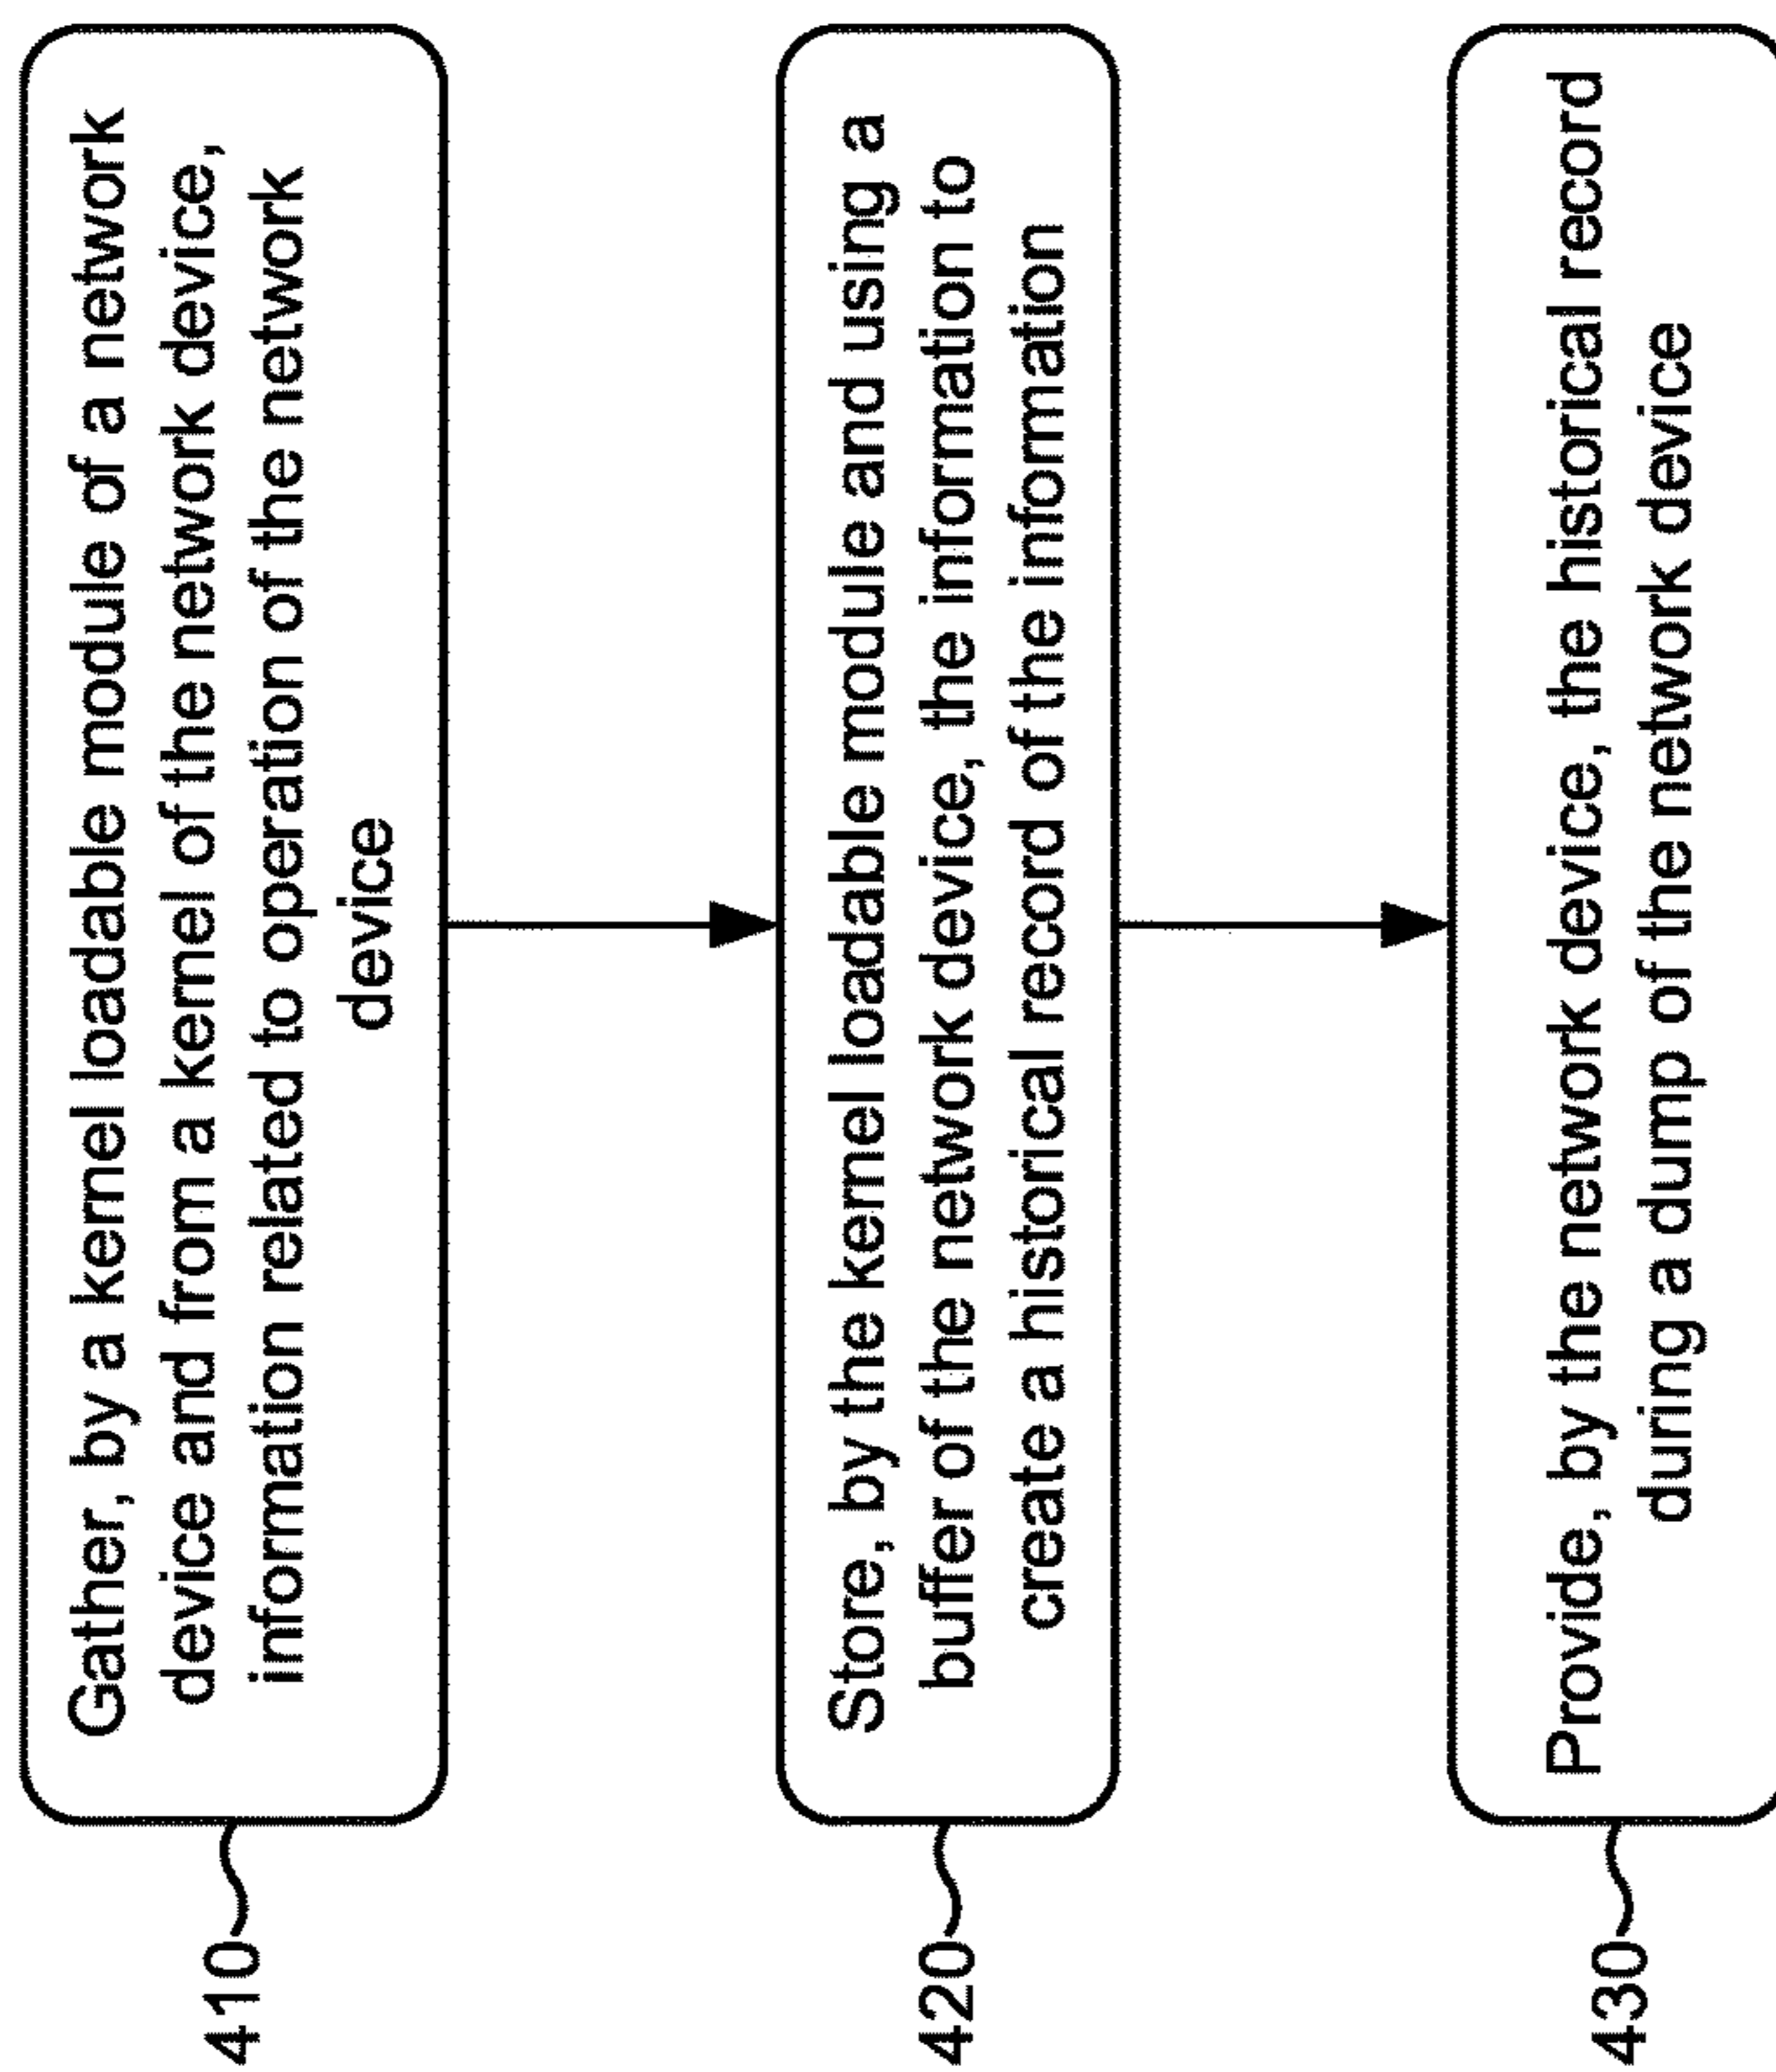 410
Gather, by a kernel loadable module of a network
device and from a kernel of the network device,
information related to operation of the network
device
420
Store, by the kernel loadable module and using a
buffer of the network device, the information to
create a historical record of the information
430
Provide, by the network device, the historical record
during a dump of the network device